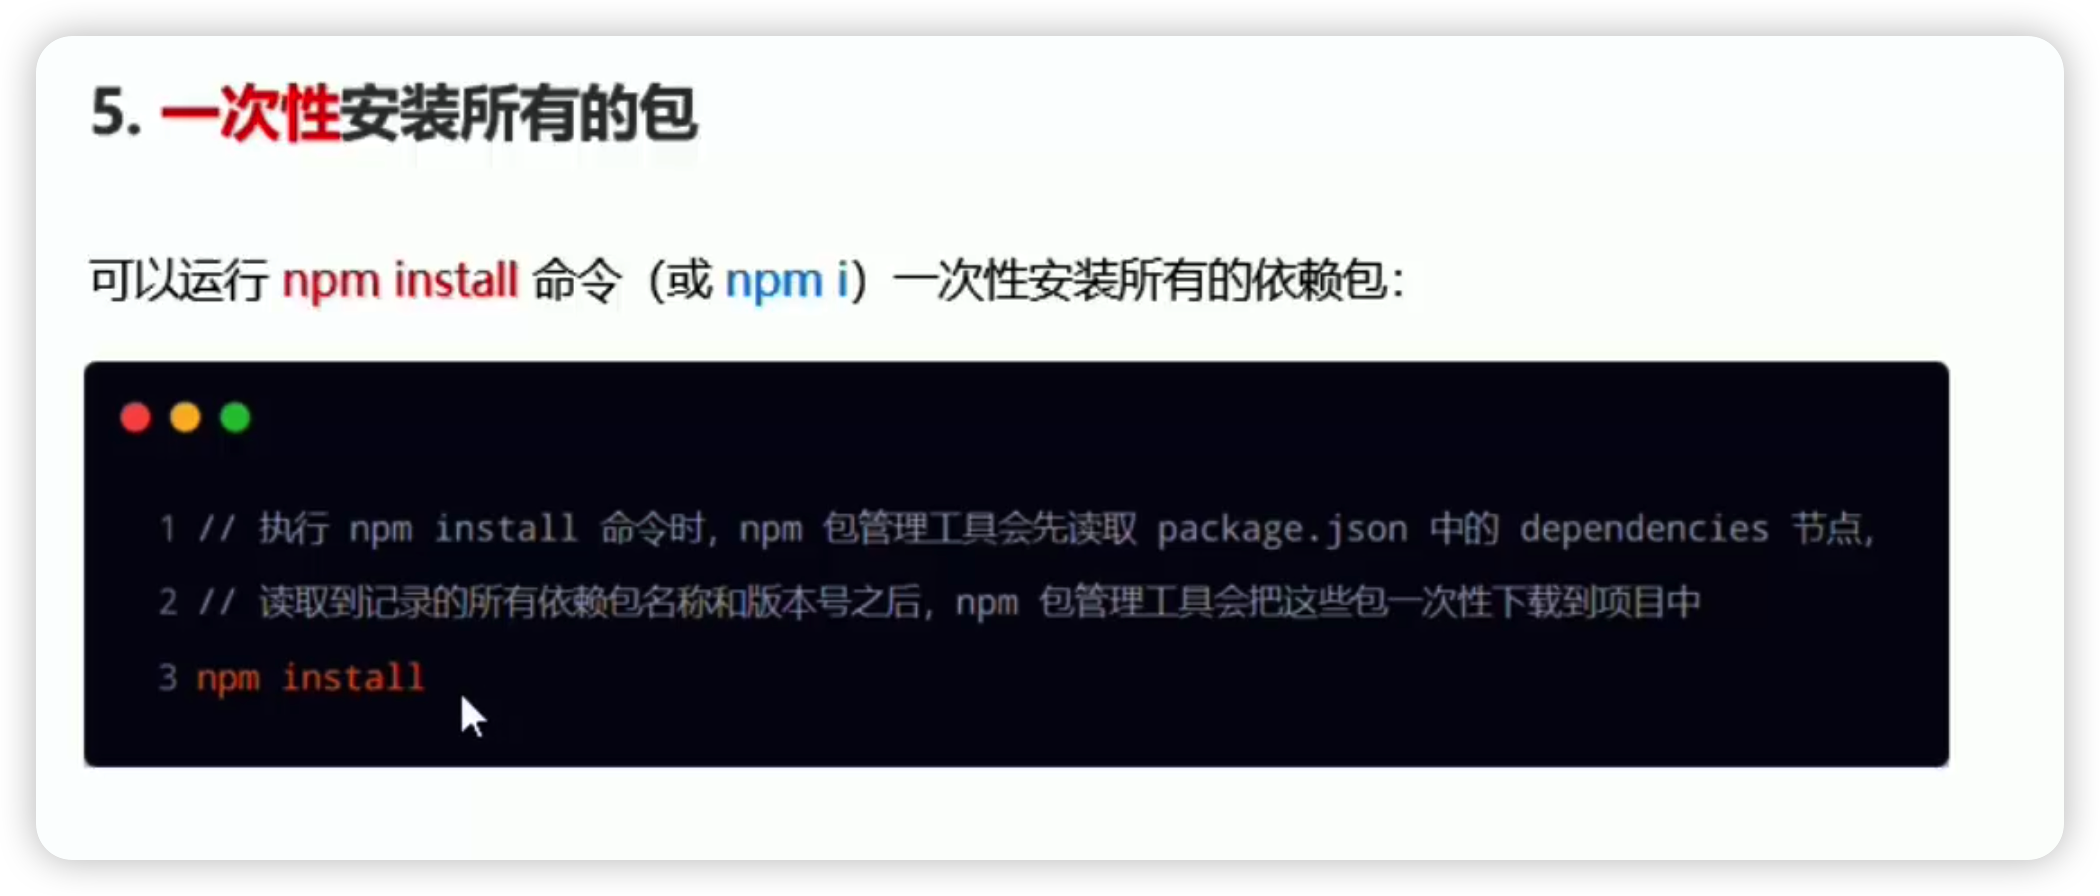 5. 一次性安装所有的包
可以运行 npm install 命令（或 npm i）一次性安装所有的依赖包：
1 // 执行 npm install 命令时，npm 包管理工具会先读取 package.json 中的 dependencies 节点，
2 // 读取到记录的所有依赖包名称和版本号之后，npm 包管理工具会把这些包一次性下载到项目中
3 npm install